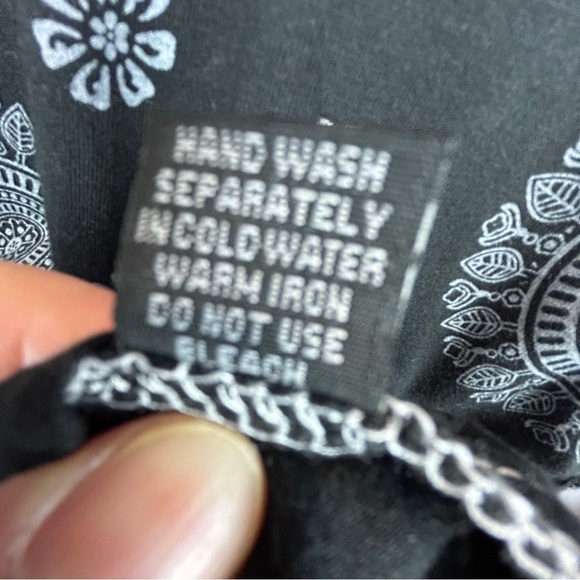 HAND WASH
SEPARATELY
IN COLD WATER
WARM IRON
DO NOT USE
BLEACH